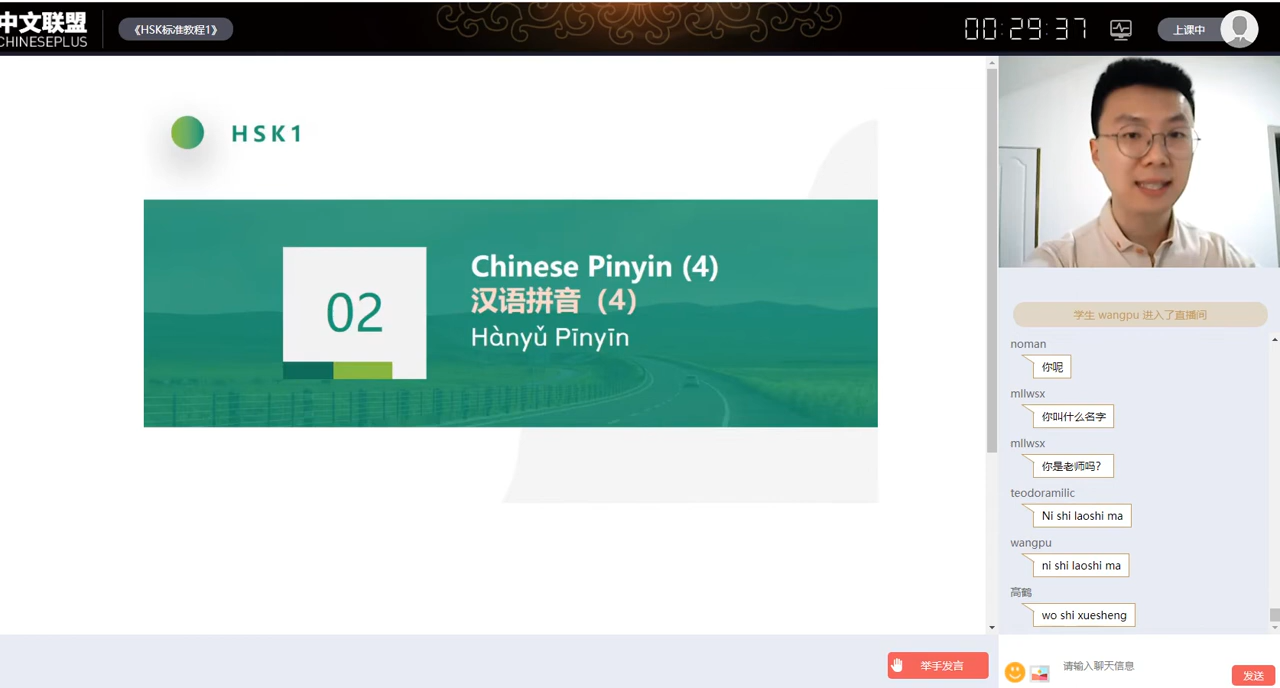 中文联盟
CHINESEPLUS
《HSK标准教程1》
00:29:37
上课中
HSK1
02
Chinese Pinyin (4)
汉语拼音（4）
Hànyǔ Pīnyīn
学生 wangpu 进入了直播间
noman
你呢
mllwsx
你叫什么名字
mllwsx
你是老师吗?
teodoramilic
Ni shi laoshi ma
wangpu
ni shi laoshi ma
高鹤
wo shi xuesheng
举手发言
请输入聊天信息
发送